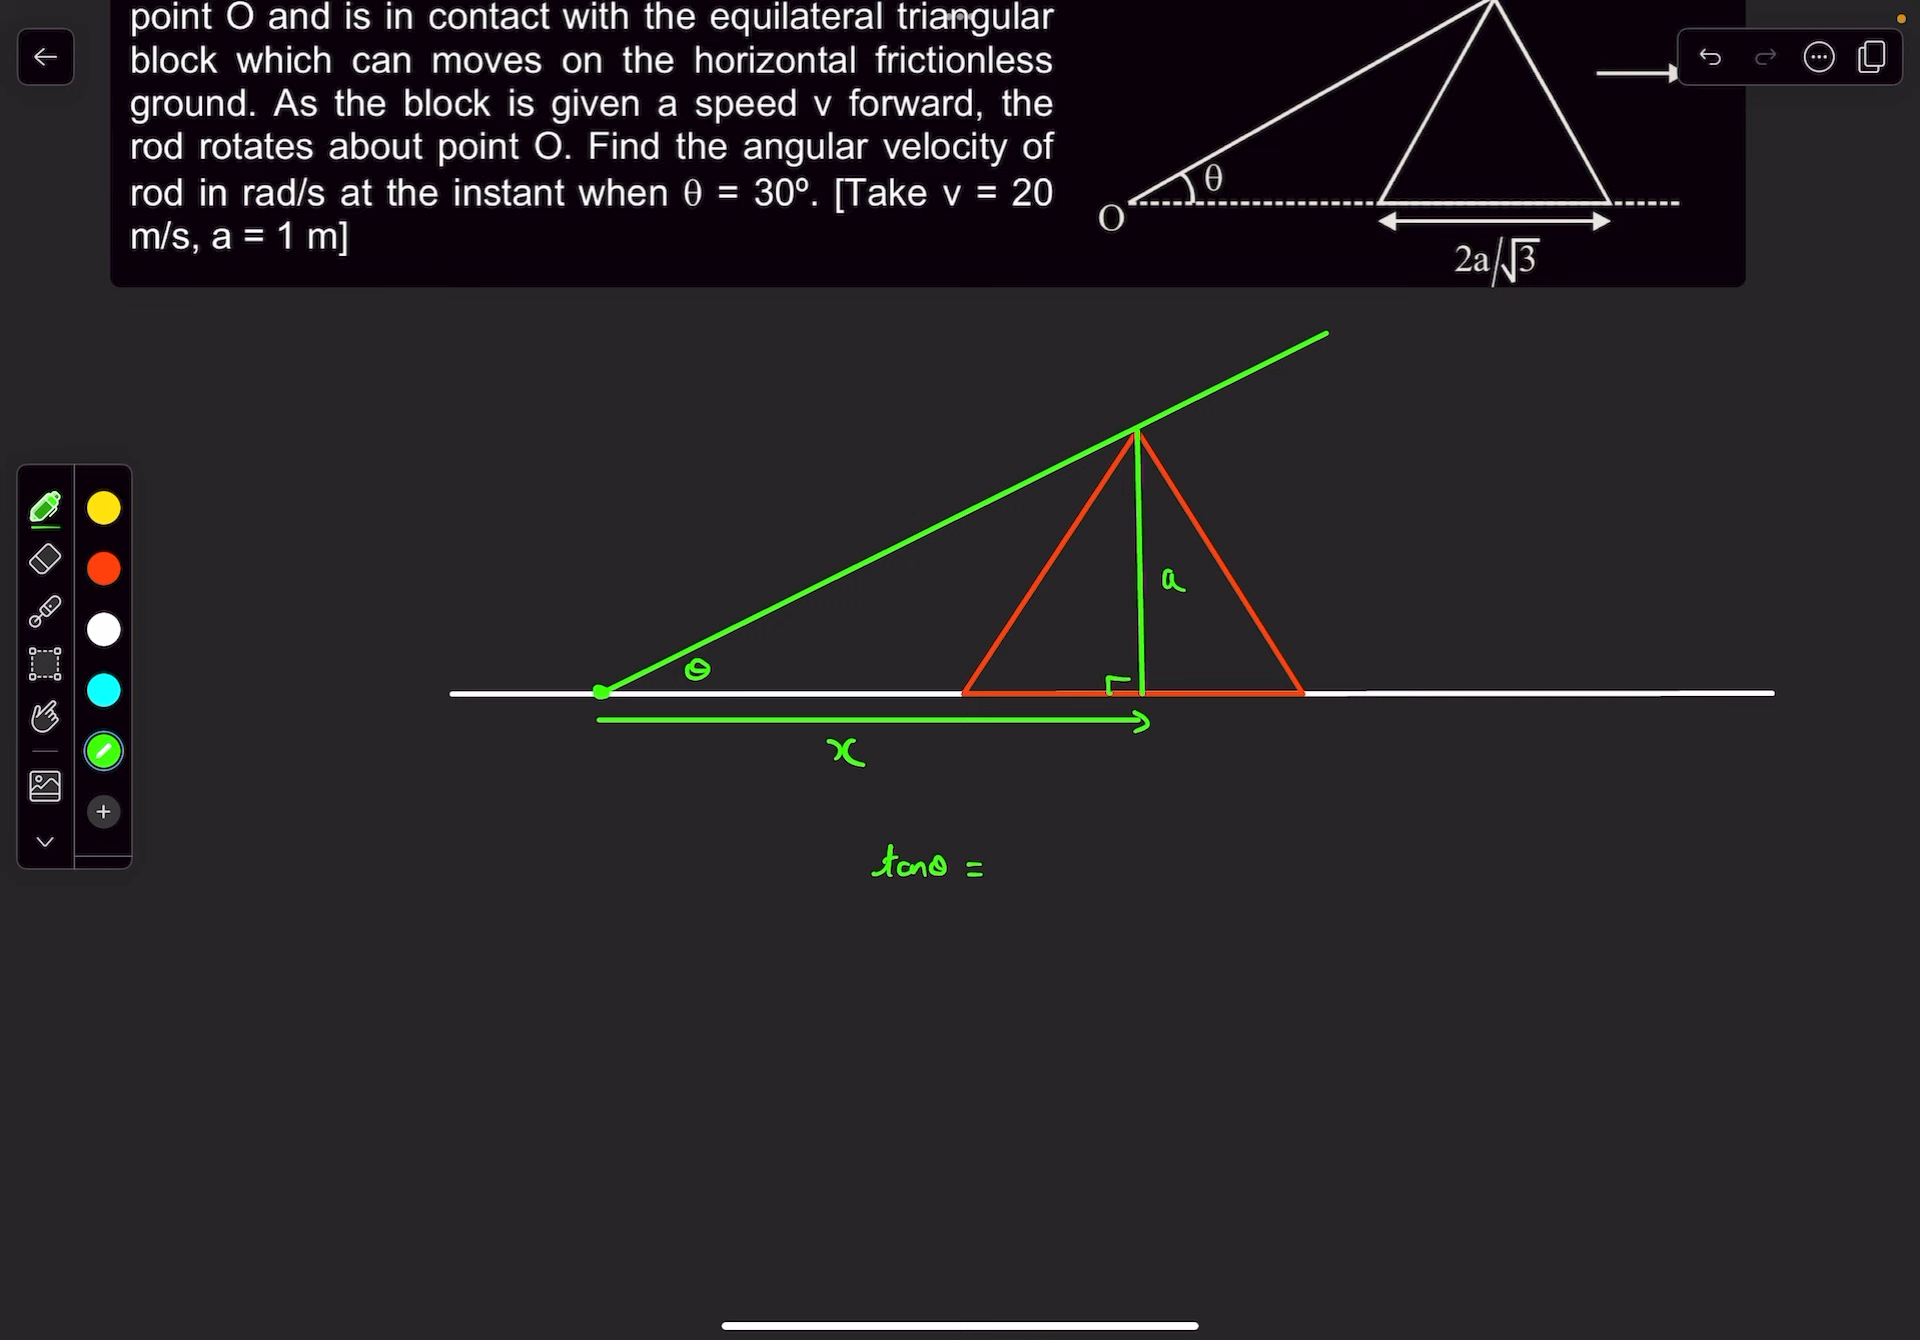 point O and is in contact with the equilateral triangular
block which can moves on the horizontal frictionless
ground. As the block is given a speed v forward, the
rod rotates about point O. Find the angular velocity of
rod in rad/s at the instant when θ = 30º. [Take v = 20
m/s, a = 1 m]
θ
O
2a/√3
a
θ
x
tanθ =